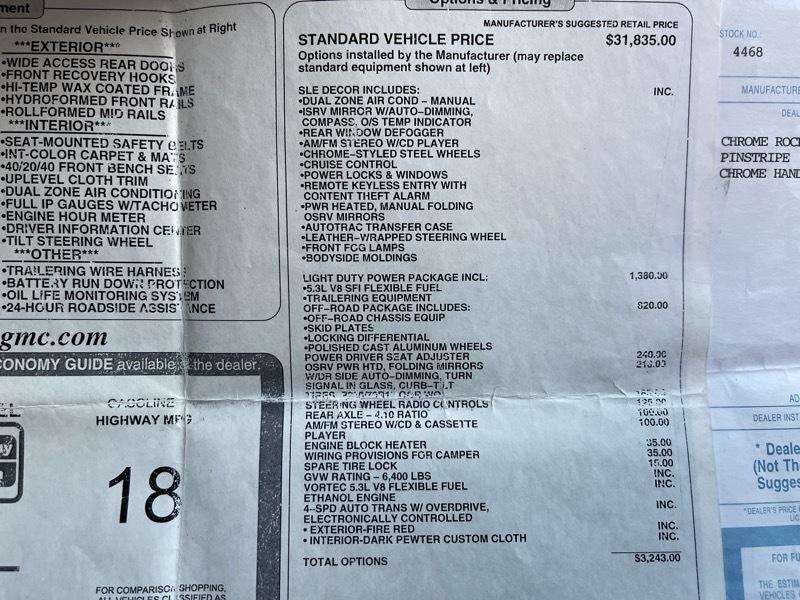 ment
n the Standard Vehicle Price Shown at Right
***EXTERIOR***
•WIDE ACCESS REAR DOORS
•FRONT RECOVERY HOOKS
•HI-TEMP WAX COATED FRAME
•HYDROFORMED FRONT RAILS
•ROLLFORMED MID RAILS
***INTERIOR***
•SEAT-MOUNTED SAFETY BELTS
•INT-COLOR CARPET & MATS
•40/20/40 FRONT BENCH SEATS
•UPLEVEL CLOTH TRIM
•DUAL ZONE AIR CONDITIONING
•FULL IP GAUGES W/TACHOMETER
•ENGINE HOUR METER
•DRIVER INFORMATION CENTER
•TILT STEERING WHEEL
***OTHER***
•TRAILERING WIRE HARNESS
•BATTERY RUN DOWN PROTECTION
•OIL LIFE MONITORING SYSTEM
•24-HOUR ROADSIDE ASSISTANCE
gmc.com
CONOMY GUIDE available the dealer.
GASOLINE
HIGHWAY MPG
18
FOR COMPARISON SHOPPING,
ALL VEHICLES CLASSIFIED AS
Options & Pricing
MANUFACTURER'S SUGGESTED RETAIL PRICE
STANDARD VEHICLE PRICE $31,835.00
Options installed by the Manufacturer (may replace
standard equipment shown at left)
SLE DECOR INCLUDES: INC.
•DUAL ZONE AIR COND – MANUAL
•ISRV MIRROR W/AUTO-DIMMING,
COMPASS, O/S TEMP INDICATOR
•REAR WINDOW DEFOGGER
•AM/FM STEREO W/CD PLAYER
•CHROME-STYLED STEEL WHEELS
•CRUISE CONTROL
•POWER LOCKS & WINDOWS
•REMOTE KEYLESS ENTRY WITH
CONTENT THEFT ALARM
•PWR HEATED, MANUAL FOLDING
OSRV MIRRORS
•AUTOTRAC TRANSFER CASE
•LEATHER-WRAPPED STEERING WHEEL
•FRONT FOG LAMPS
•BODYSIDE MOLDINGS
LIGHT DUTY POWER PACKAGE INCL: 1,380.00
•5.3L V8 SFI FLEXIBLE FUEL
•TRAILERING EQUIPMENT
OFF-ROAD PACKAGE INCLUDES: 820.00
•OFF-ROAD CHASSIS EQUIP
•SKID PLATES
•LOCKING DIFFERENTIAL
•POLISHED CAST ALUMINUM WHEELS
POWER DRIVER SEAT ADJUSTER 240.00
OSRV PWR HTD, FOLDING MIRRORS
W/DR SIDE AUTO-DIMMING, TURN
SIGNAL IN GLASS, CURB-TILT
STEERING WHEEL RADIO CONTROLS
REAR AXLE – 4.10 RATIO 100.00
AM/FM STEREO W/CD & CASSETTE 100.00
PLAYER
ENGINE BLOCK HEATER 35.00
WIRING PROVISIONS FOR CAMPER 35.00
SPARE TIRE LOCK 15.00
GVW RATING – 6,400 LBS INC.
VORTEC 5.3L V8 FLEXIBLE FUEL INC.
ETHANOL ENGINE
4-SPD AUTO TRANS W/ OVERDRIVE, INC.
ELECTRONICALLY CONTROLLED
• EXTERIOR-FIRE RED INC.
• INTERIOR-DARK PEWTER CUSTOM CLOTH INC.
TOTAL OPTIONS $3,243.00
STOCK NO.:
4468
MANUFACTURE
DEAL
CHROME ROCK
PINSTRIPE
CHROME HAND
AD
DEALER INST
* Deale
(Not Th
Sugges
*DEALER'S PRICE
LIC
FOR FU
THE ESTIM
VEHICLES